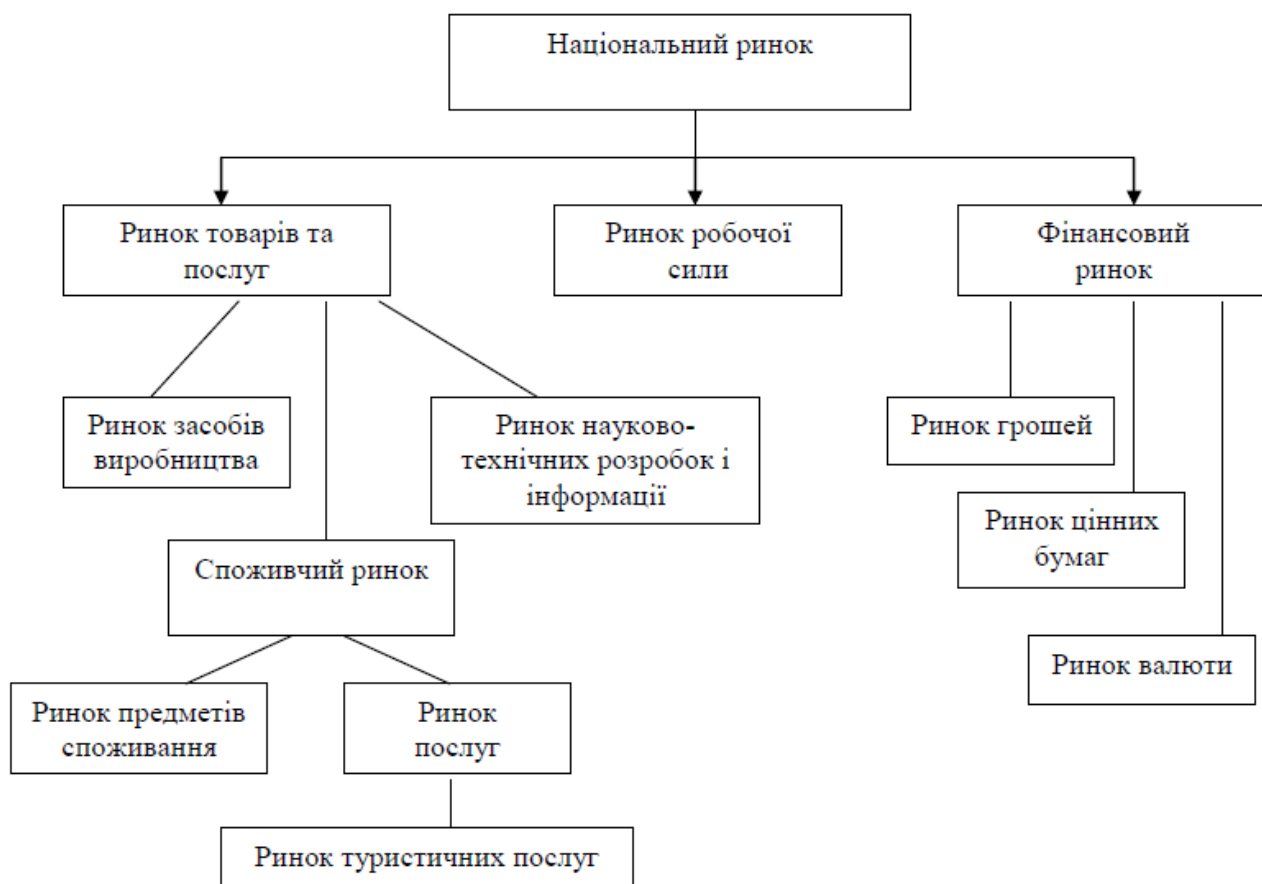 Національний ринок
Ринок товарів та
послуг
Ринок робочої
сили
Фінансовий
ринок
Ринок засобів
виробництва
Ринок науково-
технічних розробок і
інформації
Ринок грошей
Ринок цінних
бумаг
Споживчий ринок
Ринок валюти
Ринок предметів
споживання
Ринок
послуг
Ринок туристичних послуг